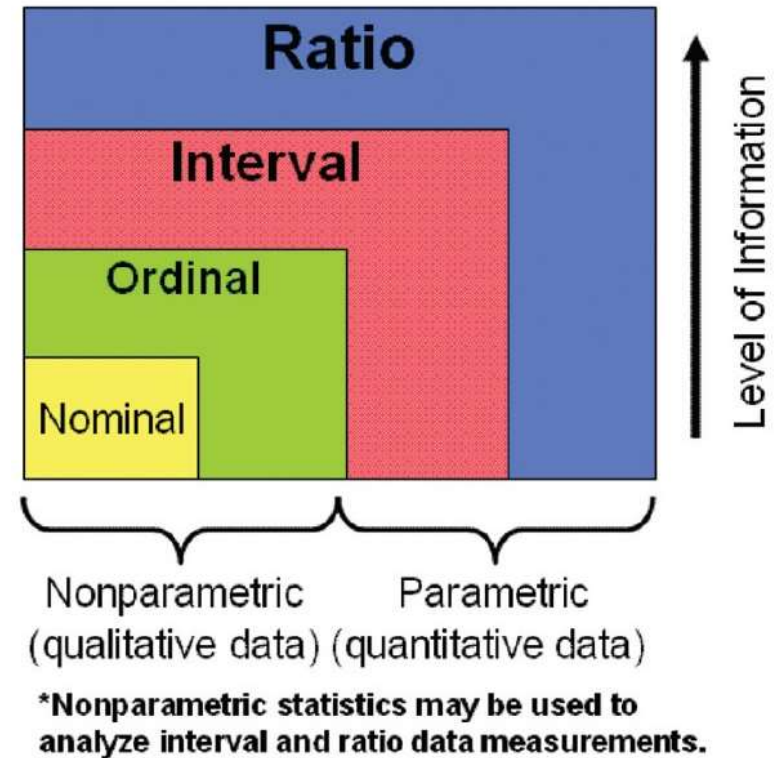 Ratio
Interval
Ordinal
Nominal
Level of Information
Nonparametric
(qualitative data)
Parametric
(quantitative data)
*Nonparametric statistics may be used to
analyze interval and ratio data measurements.